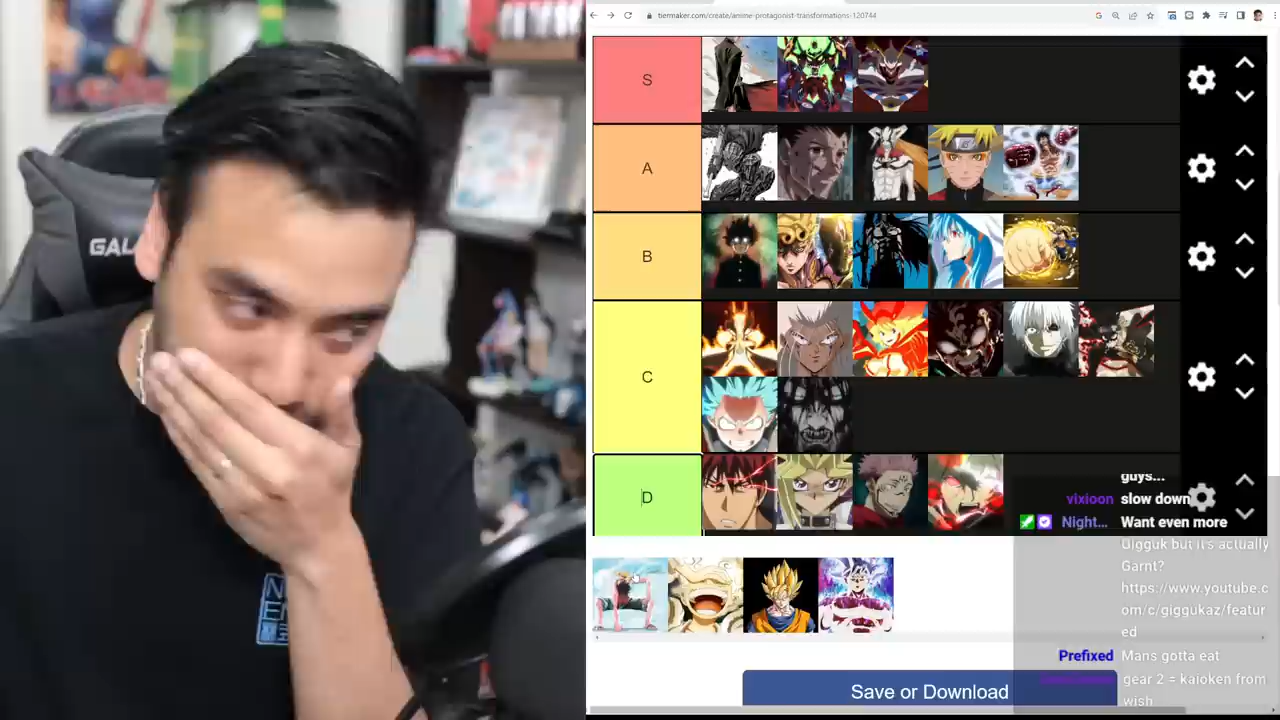 tiermaker.com/create/anime-protagonist-transformations-120744
S
A
B
C
D
GAL
guys...
vixioon slow down
Night... Want even more
Gigguk but it's actually
Garnt?
https://www.youtube.c
om/c/giggukaz/featur
ed
Prefixed Mans gotta eat
gear 2 = kaioken from
wish
Save or Download